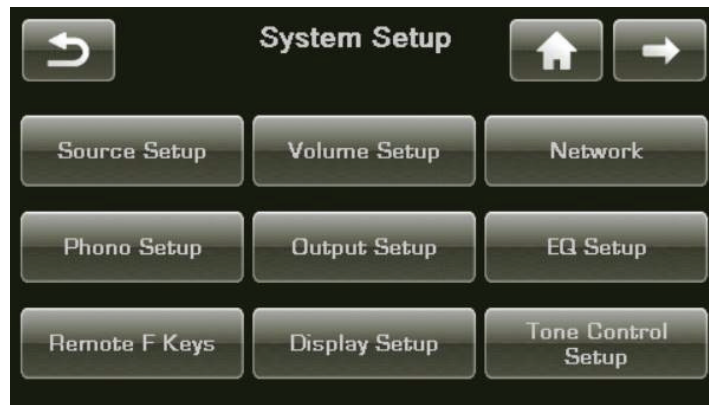 System Setup
Source Setup
Volume Setup
Network
Phono Setup
Output Setup
EQ Setup
Remote F Keys
Display Setup
Tone Control
Setup